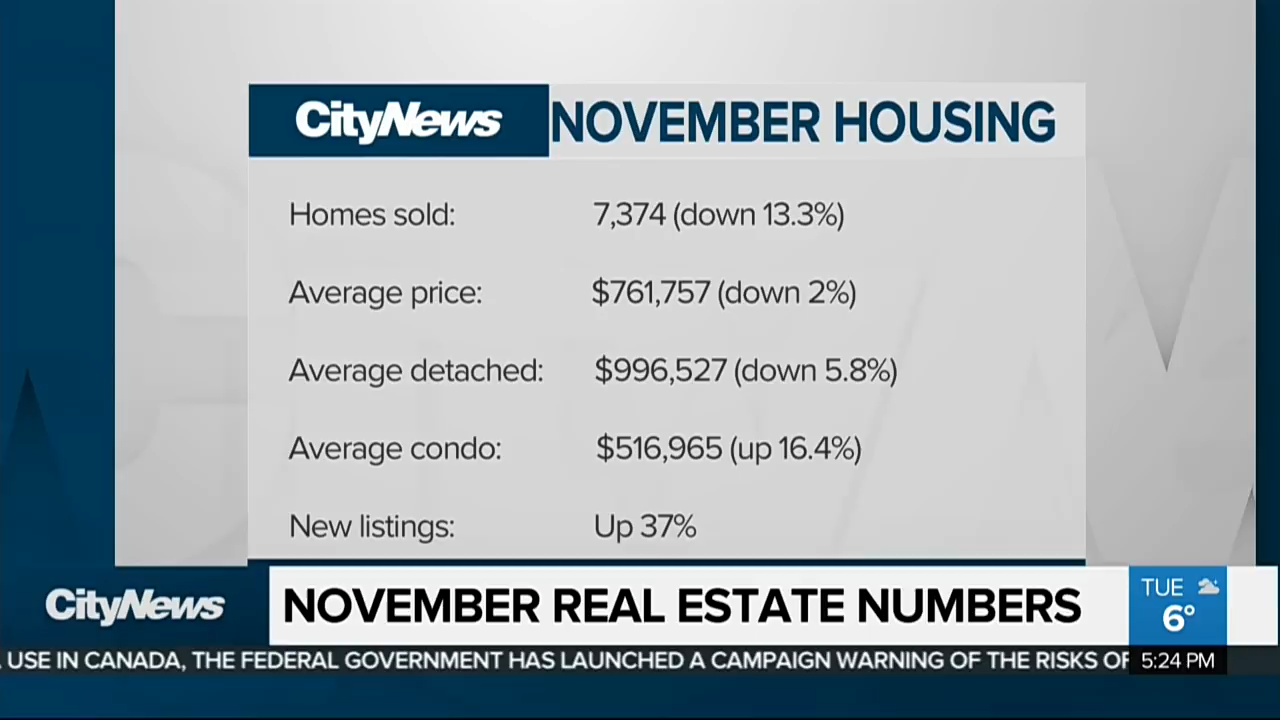 CityNews NOVEMBER HOUSING
Homes sold: 7,374 (down 13.3%)
Average price: $761,757 (down 2%)
Average detached: $996,527 (down 5.8%)
Average condo: $516,965 (up 16.4%)
New listings: Up 37%
CityNews NOVEMBER REAL ESTATE NUMBERS TUE
6°
USE IN CANADA, THE FEDERAL GOVERNMENT HAS LAUNCHED A CAMPAIGN WARNING OF THE RISKS OF 5:24 PM